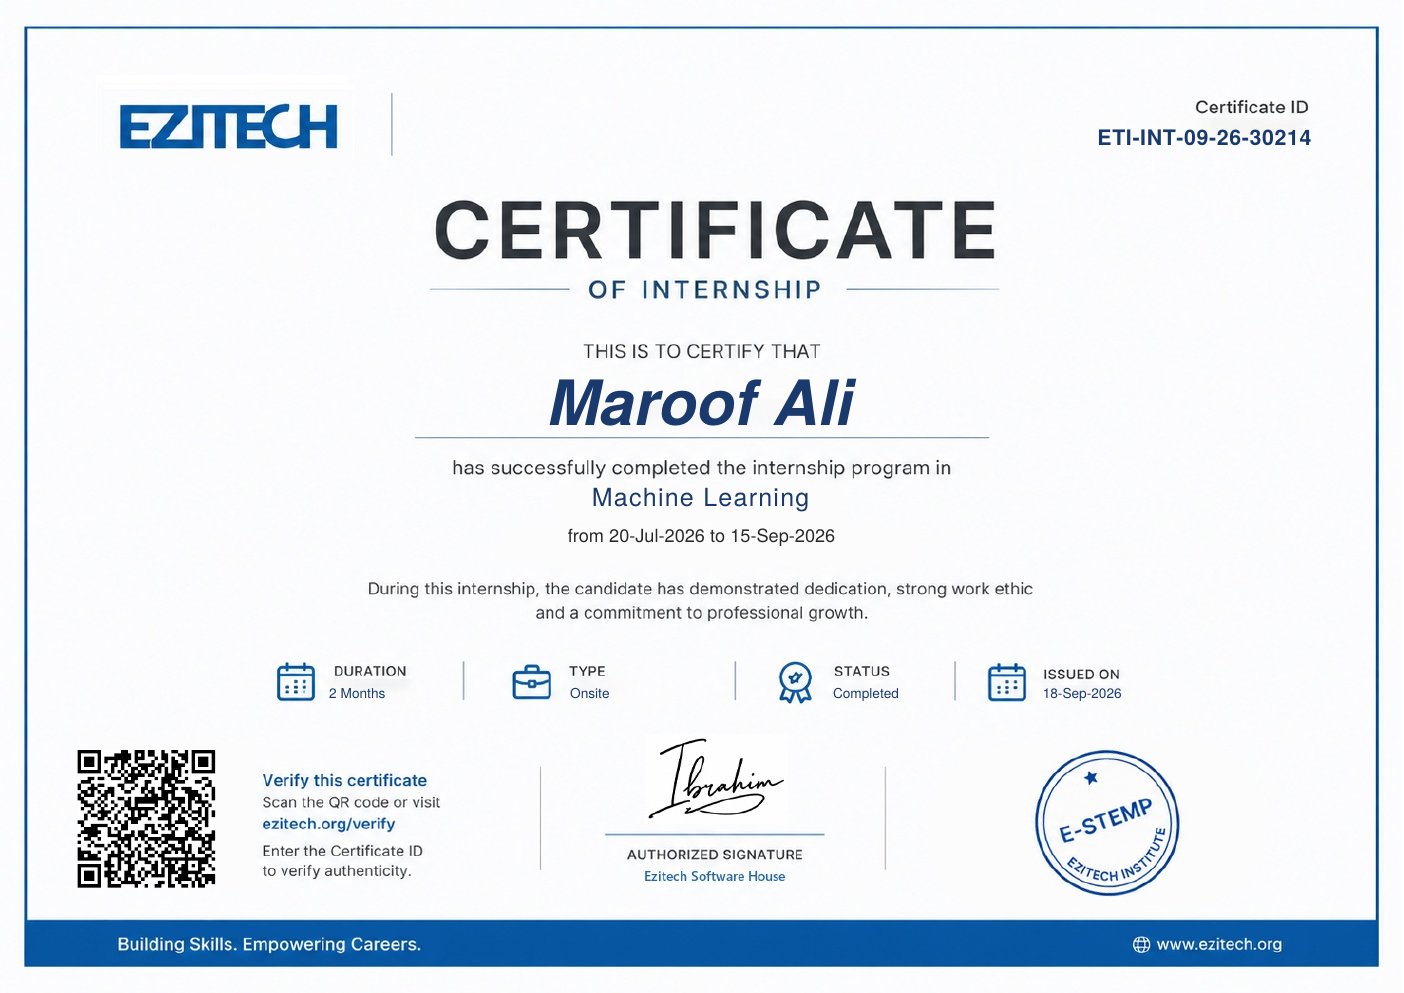 EZITECH
Certificate ID
ETI-INT-09-26-30214
CERTIFICATE
OF INTERNSHIP
THIS IS TO CERTIFY THAT
Maroof Ali
has successfully completed the internship program in
Machine Learning
from 20-Jul-2026 to 15-Sep-2026
During this internship, the candidate has demonstrated dedication, strong work ethic
and a commitment to professional growth.
DURATION
2 Months
TYPE
Onsite
STATUS
Completed
ISSUED ON
18-Sep-2026
Verify this certificate
Scan the QR code or visit
ezitech.org/verify
Enter the Certificate ID
to verify authenticity.
Ibrahim
AUTHORIZED SIGNATURE
Ezitech Software House
E-STEMP
EZITECH INSTITUTE
Building Skills. Empowering Careers.
www.ezitech.org